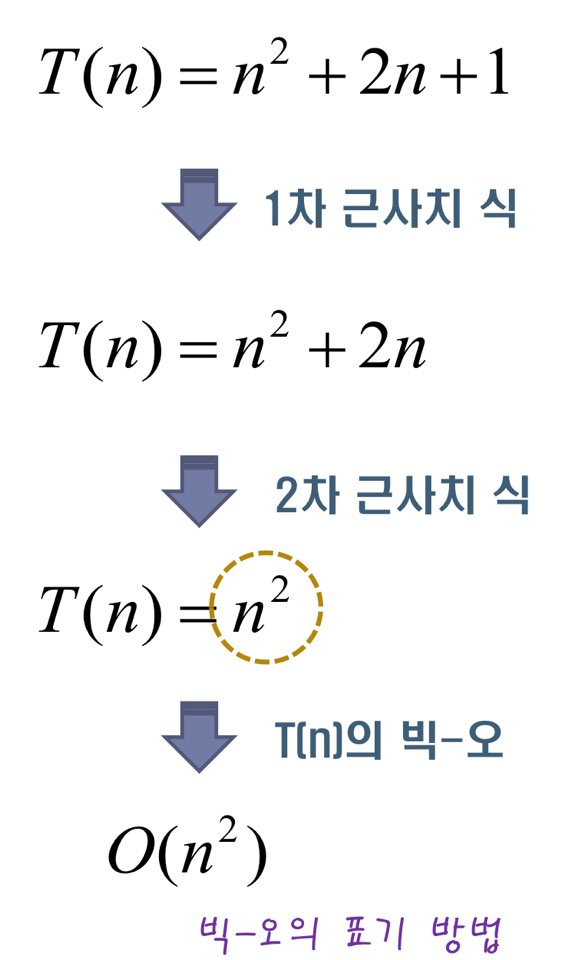 T(n) = n² + 2n + 1
1차 근사치 식
T(n) = n² + 2n
2차 근사치 식
T(n) = n²
T(n)의 빅-오
O(n²)
빅-오의 표기 방법